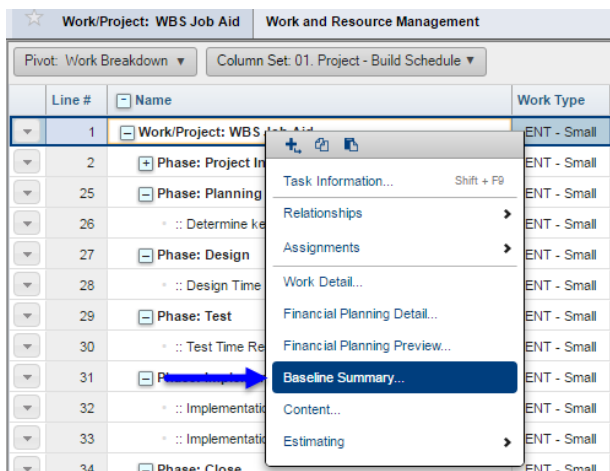 Work/Project: WBS Job Aid Work and Resource Management
Pivot: Work Breakdown Column Set: 01. Project - Build Schedule
Line # Name Work Type
1 Work/Project: WBS Job Aid ENT - Small
2 Phase: Project In ENT - Small
25 Phase: Planning ENT - Small
26 :: Determine ke ENT - Small
27 Phase: Design ENT - Small
28 :: Design Time ENT - Small
29 Phase: Test ENT - Small
30 :: Test Time Re ENT - Small
31 ENT - Small
32 :: Implementatio ENT - Small
33 :: Implementatio ENT - Small
34 Phase: Close ENT - Small
Task Information... Shift + F9
Relationships
Assignments
Work Detail...
Financial Planning Detail...
Financial Planning Preview...
Baseline Summary...
Content...
Estimating